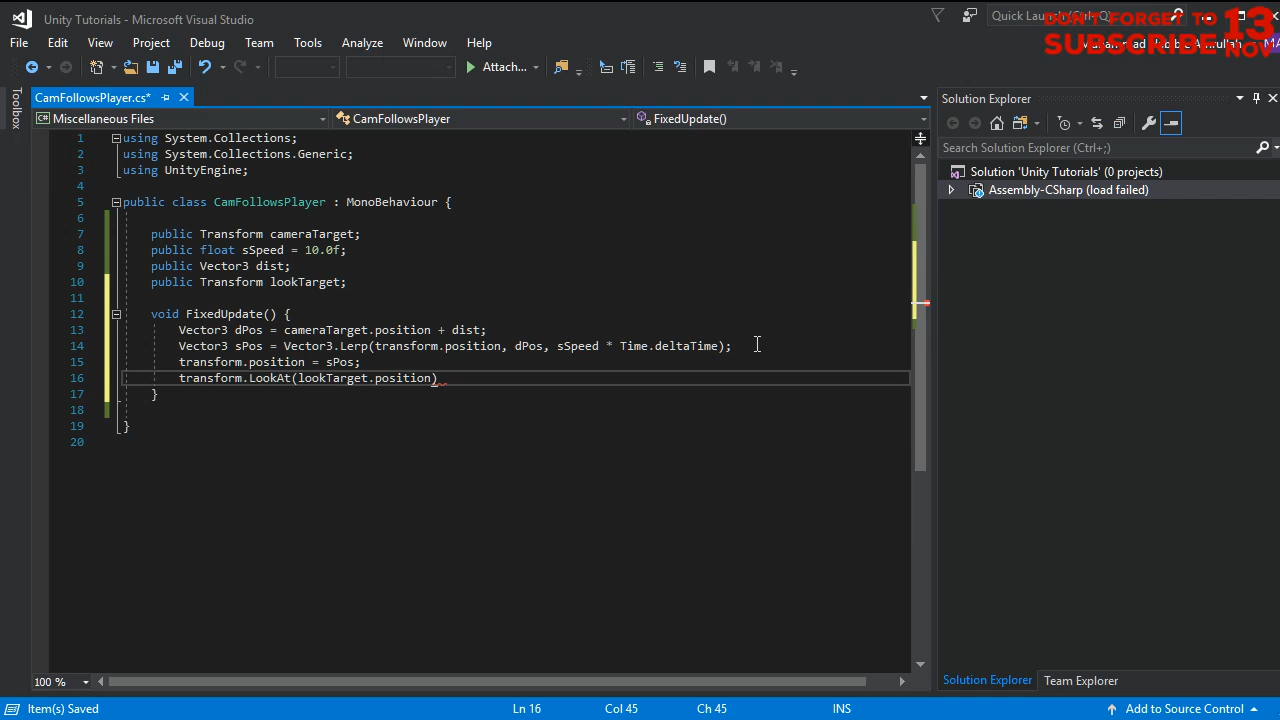 Unity Tutorials - Microsoft Visual Studio
Quick Launch (Ctrl+Q)
DON'T FORGET TO
SUBSCRIBE
13
NOV
File Edit View Project Debug Team Tools Analyze Window Help
MA
Attach...
Toolbox
CamFollowsPlayer.cs*
Miscellaneous Files CamFollowsPlayer FixedUpdate()
1 using System.Collections;
2 using System.Collections.Generic;
3 using UnityEngine;
4
5 public class CamFollowsPlayer : MonoBehaviour {
6
7 public Transform cameraTarget;
8 public float sSpeed = 10.0f;
9 public Vector3 dist;
10 public Transform lookTarget;
11
12 void FixedUpdate() {
13 Vector3 dPos = cameraTarget.position + dist;
14 Vector3 sPos = Vector3.Lerp(transform.position, dPos, sSpeed * Time.deltaTime);
15 transform.position = sPos;
16 transform.LookAt(lookTarget.position)
17 }
18
19 }
20
100 %
Solution Explorer
Search Solution Explorer (Ctrl+;)
Solution 'Unity Tutorials' (0 projects)
Assembly-CSharp (load failed)
Solution Explorer Team Explorer
Item(s) Saved Ln 16 Col 45 Ch 45 INS Add to Source Control